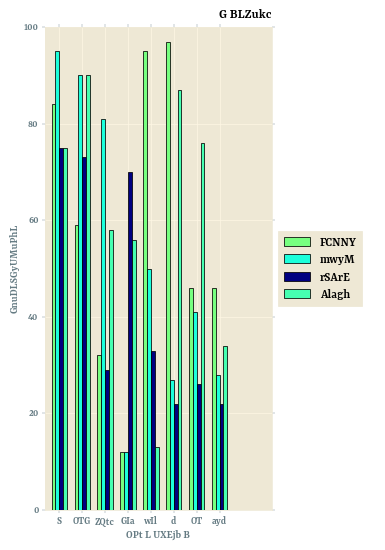 G BLZukc
100
80
60
40
20
0
GnuDLSGyUMuPhL
S OTG ZQtc GIa wtl d OT ayd
OPt L UXEjb B
FCNNY
mwyM
rSArE
Alagh